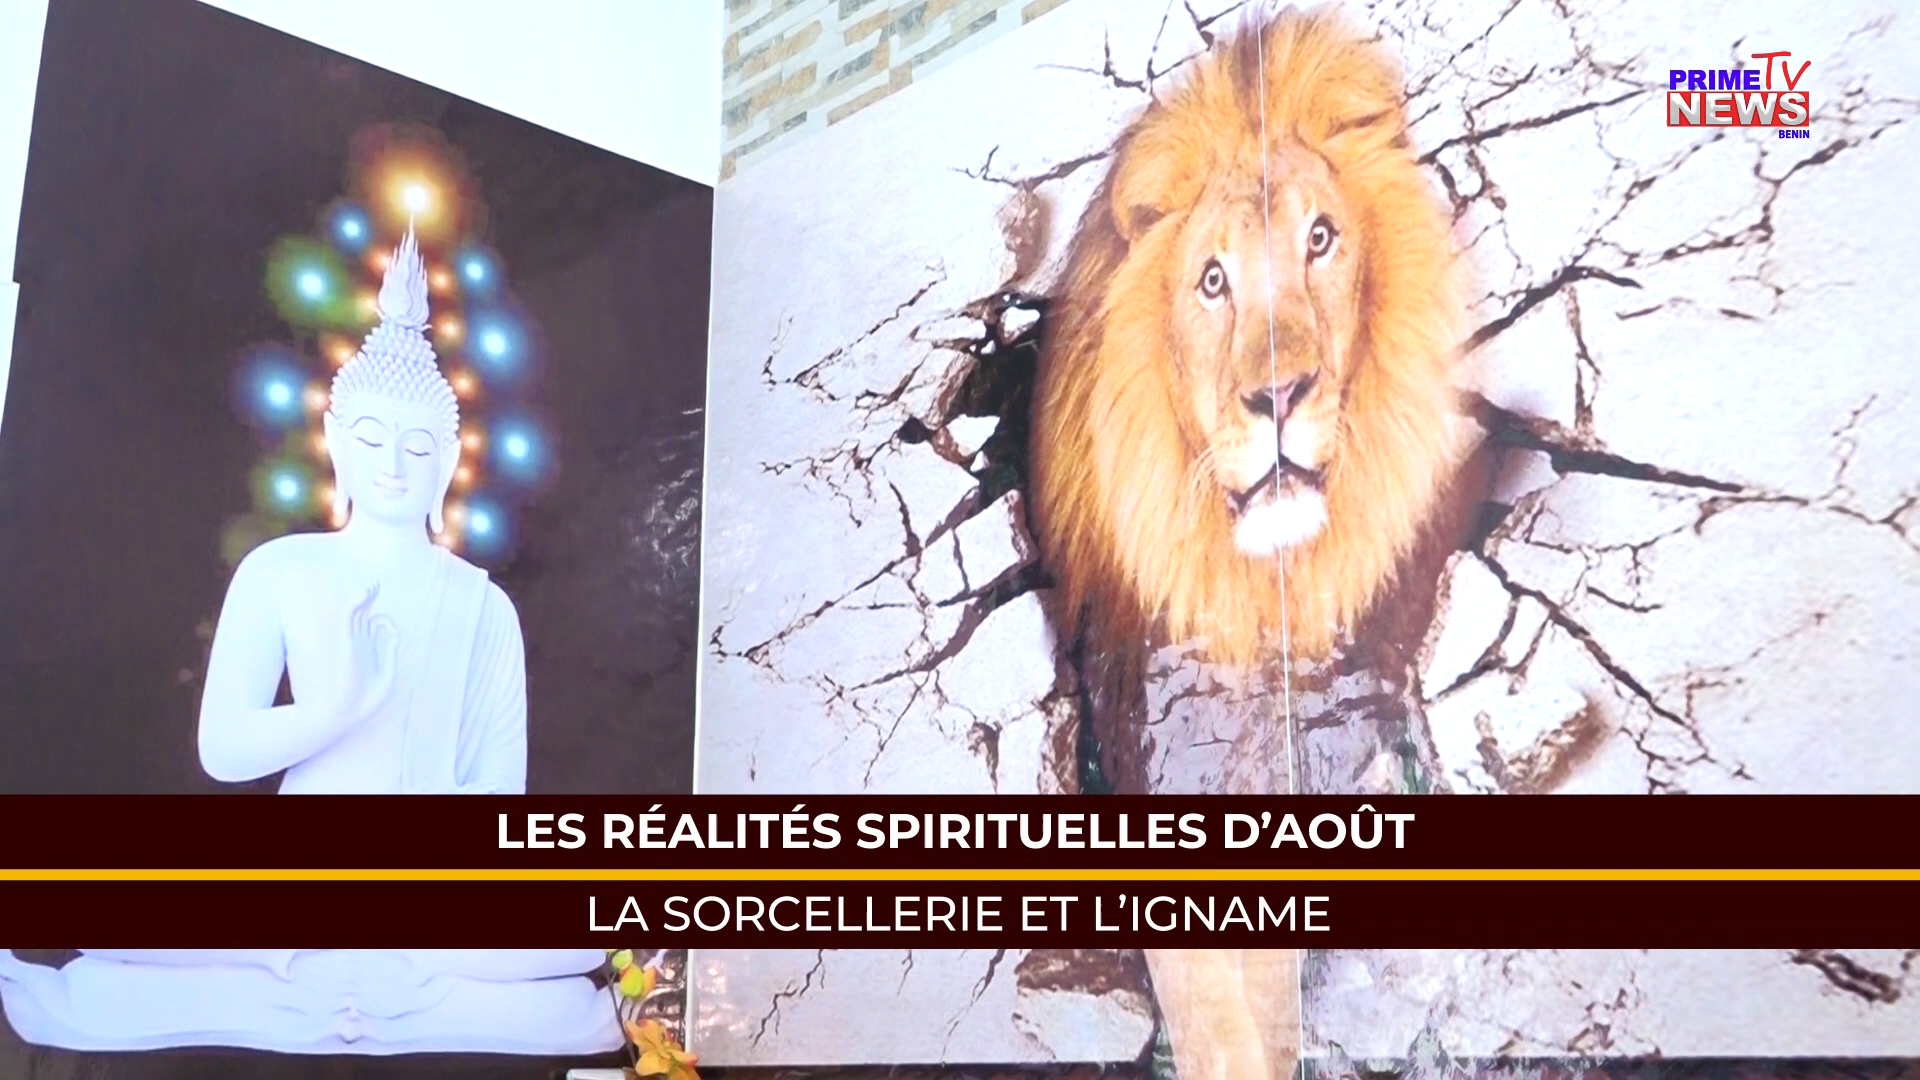 PRIME TV
NEWS
BENIN
LES RÉALITÉS SPIRITUELLES D’AOÛT
LA SORCELLERIE ET L’IGNAME